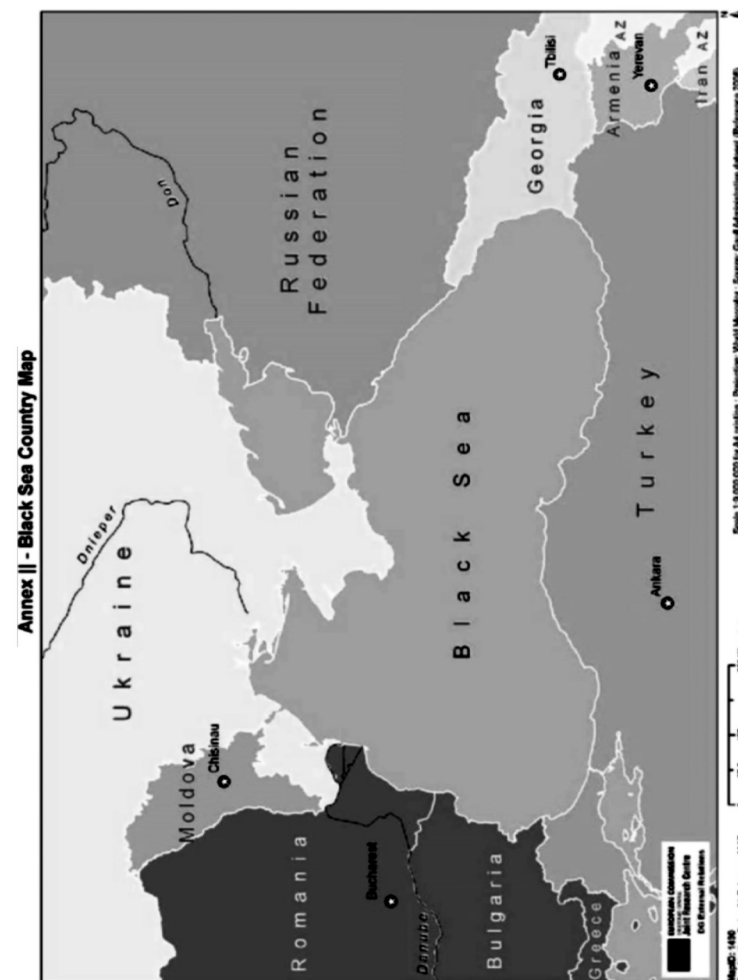 Annex II - Black Sea Country Map
Dnieper
Don
Ukraine
Russian
Federation
Moldova
Chisinau
Romania
Bucharest
Danube
Black Sea
Georgia
Tbilisi
Bulgaria
Armenia
AZ
Yerevan
Turkey
Ankara
Greece
Iran
AZ
N
EUROPEAN COMMISSION
Joint Research Centre
DG External Relations